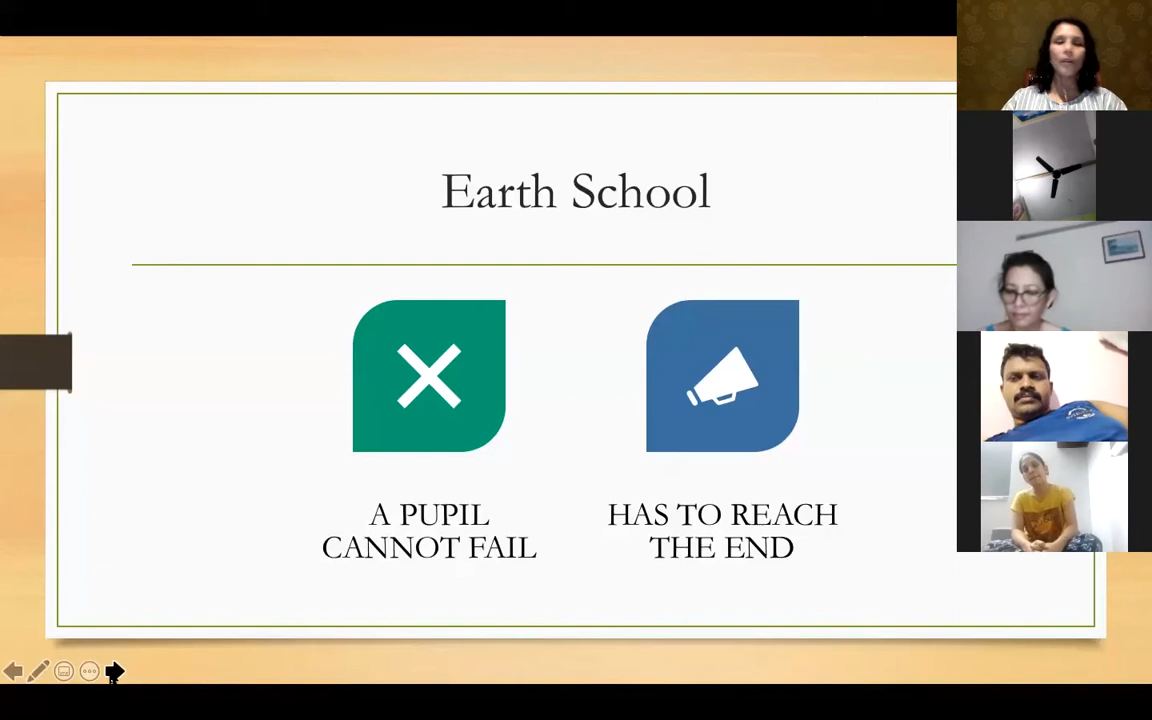 Earth School
A PUPIL
CANNOT FAIL
HAS TO REACH
THE END